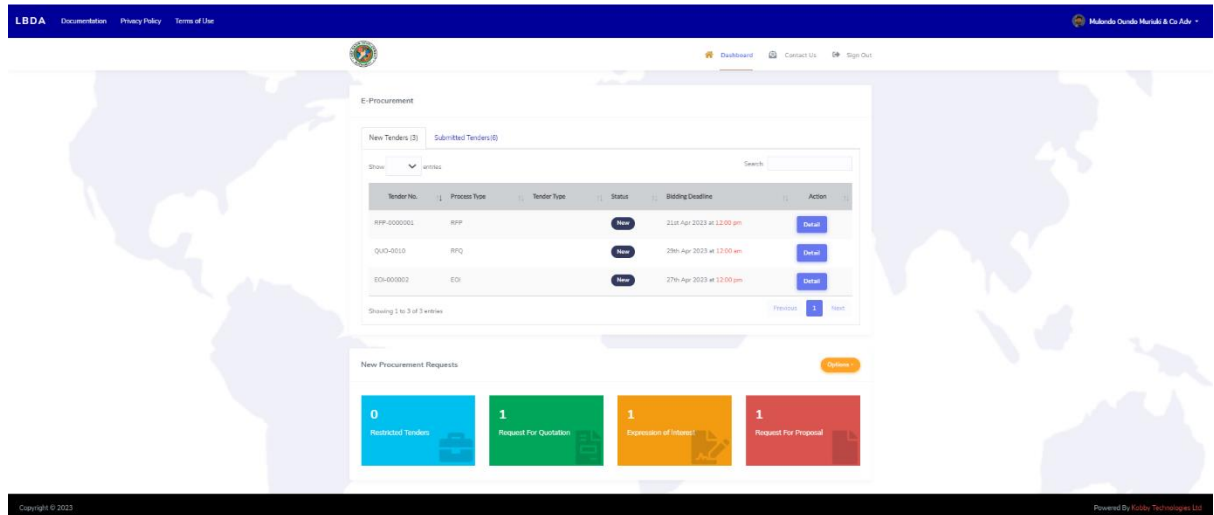 LBDA Documentation Privacy Policy Terms of Use Mulondo Oundo Muriuki & Co Adv
Dashboard Contact Us Sign Out
E-Procurement
New Tenders (3) Submitted Tenders(6)
Show entries Search:
Tender No. Process Type Tender Type Status Bidding Deadline Action
RFP-0000001 RFP New 21st Apr 2023 at 12:00 pm Detail
QUO-0010 RFQ New 29th Apr 2023 at 12:00 am Detail
EOI-000002 EOI New 27th Apr 2023 at 12:00 pm Detail
Showing 1 to 3 of 3 entries Previous 1 Next
New Procurement Requests Options
0 1 1 1
Restricted Tenders Request For Quotation Expression of Interest Request For Proposal
Copyright © 2023 Powered By Kobby Technologies Ltd